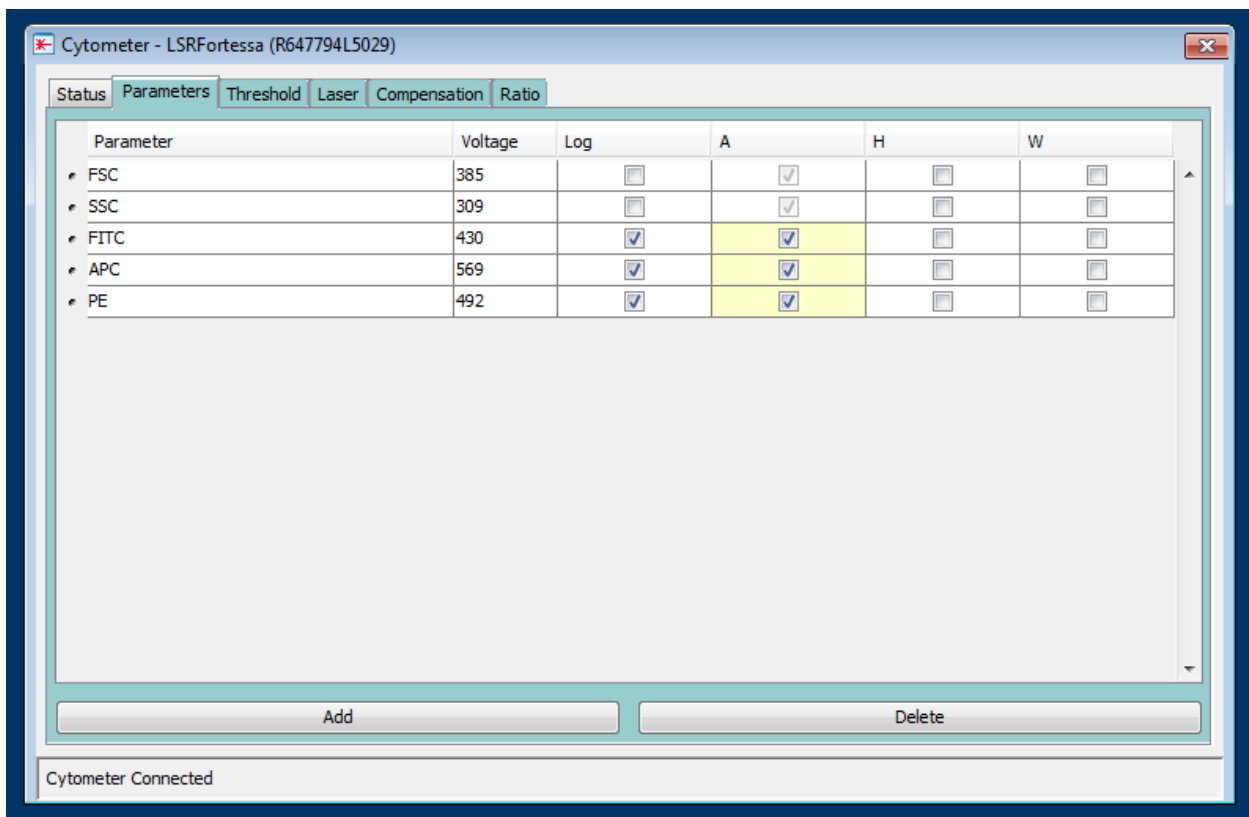 Cytometer - LSRFortessa (R647794L5029)
Status Parameters Threshold Laser Compensation Ratio
Parameter Voltage Log A H W
FSC 385
SSC 309
FITC 430
APC 569
PE 492
Add Delete
Cytometer Connected